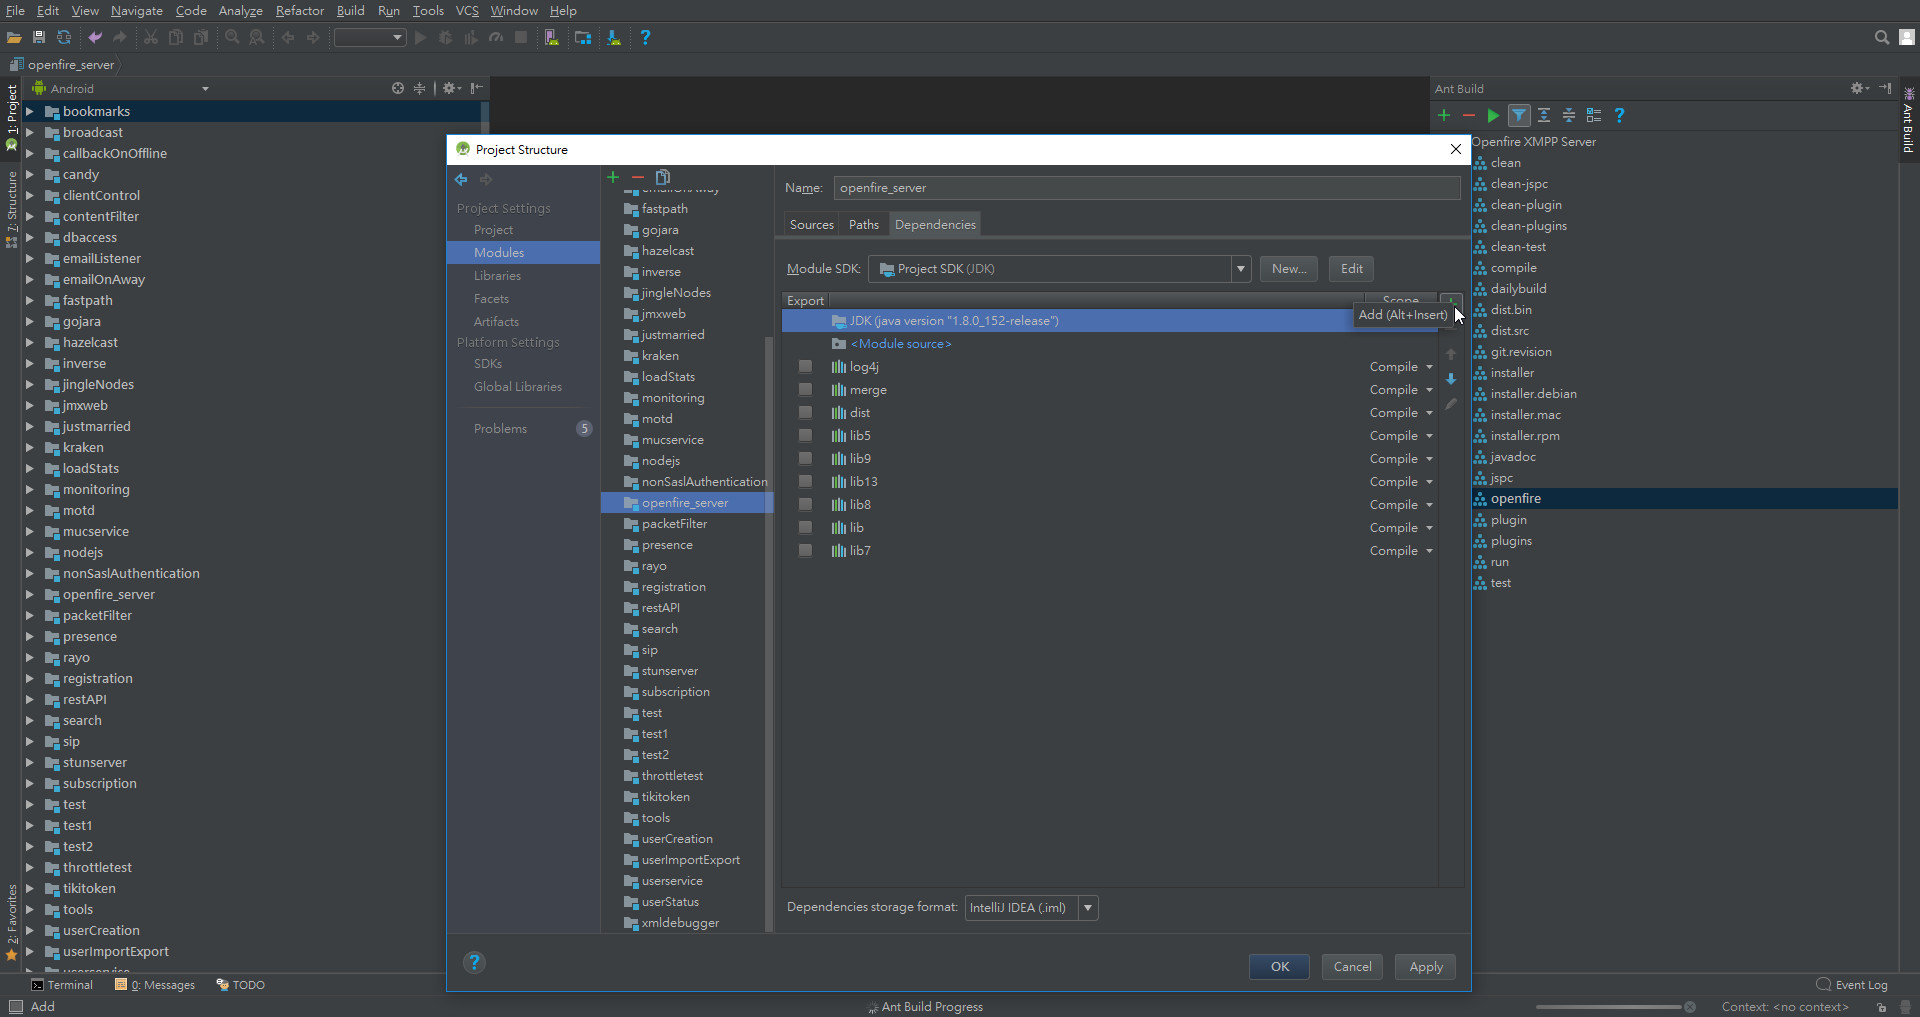 File Edit View Navigate Code Analyze Refactor Build Run Tools VCS Window Help
openfire_server
Android
1: Project
7: Structure
2: Favorites
bookmarks
broadcast
callbackOnOffline
candy
clientControl
contentFilter
dbaccess
emailListener
emailOnAway
fastpath
gojara
hazelcast
inverse
jingleNodes
jmxweb
justmarried
kraken
loadStats
monitoring
motd
mucservice
nodejs
nonSaslAuthentication
openfire_server
packetFilter
presence
rayo
registration
restAPI
search
sip
stunserver
subscription
test
test1
test2
throttletest
tikitoken
tools
userCreation
userImportExport
userservice
Project Structure
Project Settings
Project
Modules
Libraries
Facets
Artifacts
Platform Settings
SDKs
Global Libraries
Problems 5
emailOnAway
fastpath
gojara
hazelcast
inverse
jingleNodes
jmxweb
justmarried
kraken
loadStats
monitoring
motd
mucservice
nodejs
nonSaslAuthentication
openfire_server
packetFilter
presence
rayo
registration
restAPI
search
sip
stunserver
subscription
test
test1
test2
throttletest
tikitoken
tools
userCreation
userImportExport
userservice
userStatus
xmldebugger
Name: openfire_server
Sources Paths Dependencies
Module SDK: Project SDK (JDK) New... Edit
Export Scope
Add (Alt+Insert)
JDK (java version "1.8.0_152-release")
<Module source>
log4j Compile
merge Compile
dist Compile
lib5 Compile
lib9 Compile
lib13 Compile
lib8 Compile
lib Compile
lib7 Compile
Dependencies storage format: IntelliJ IDEA (.iml)
? OK Cancel Apply
Ant Build
Ant Build
Openfire XMPP Server
clean
clean-jspc
clean-plugin
clean-plugins
clean-test
compile
dailybuild
dist.bin
dist.src
git.revision
installer
installer.debian
installer.mac
installer.rpm
javadoc
jspc
openfire
plugin
plugins
run
test
Terminal 0: Messages TODO Event Log
Add Ant Build Progress Context: <no context>